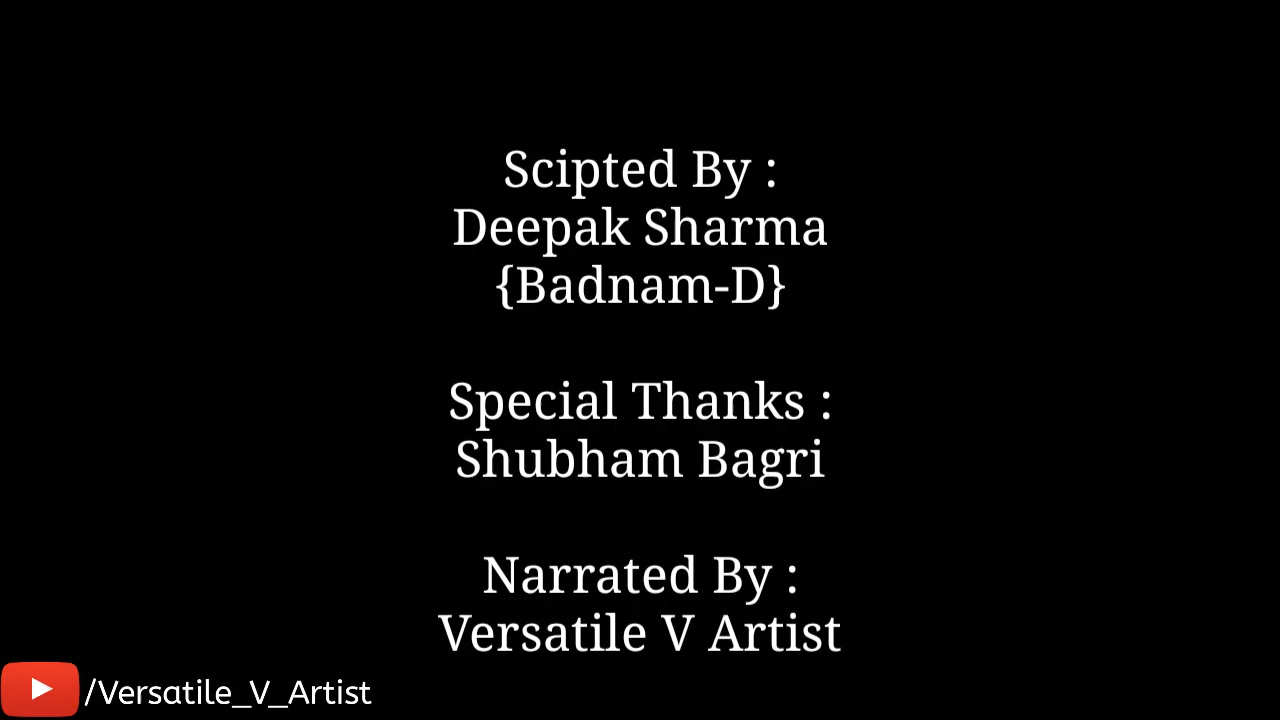 Scipted By :
Deepak Sharma
{Badnam-D}
Special Thanks :
Shubham Bagri
Narrated By :
Versatile V Artist
/Versatile_V_Artist